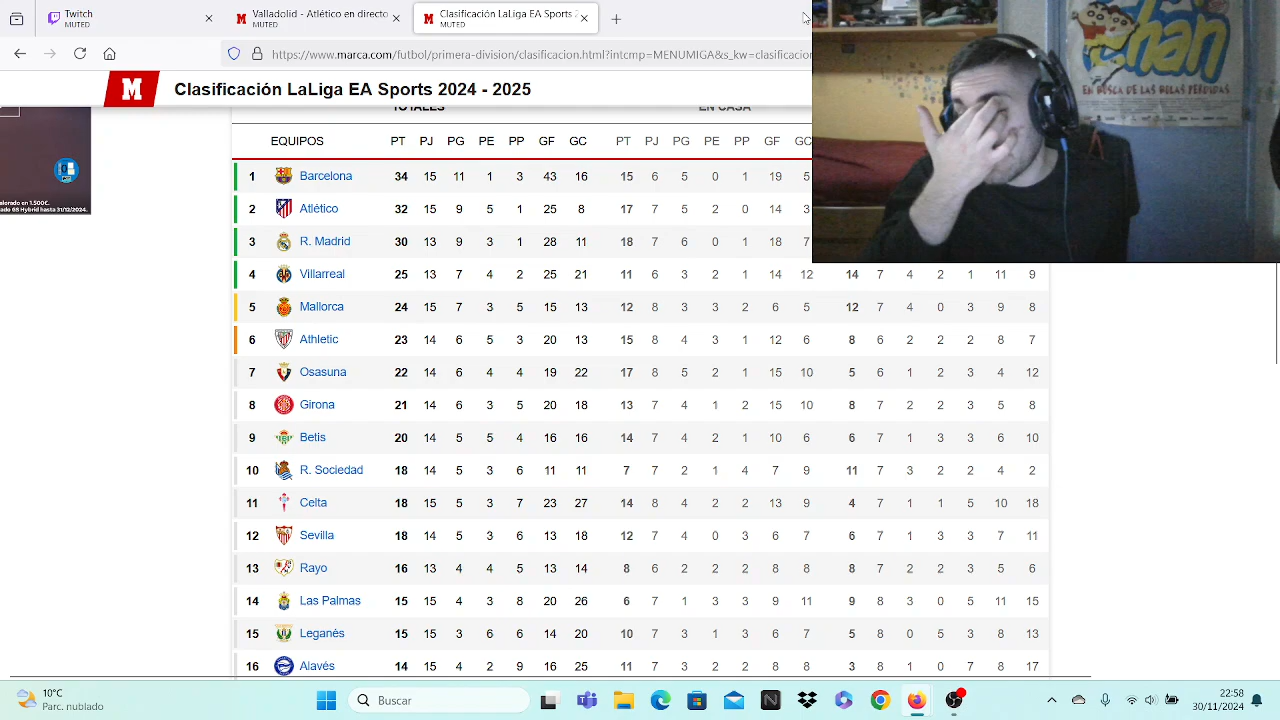 Twitch
MUTED
Valladolid - Atlético en directo
MUTED
Clasificación LaLiga EA Sports 2
MUTED
https://www.marca.com/futbol/primera-division/clasificacion.html?intcmp=MENUMIGA&s_kw=clasificacion
M Clasificación LaLiga EA Sports 2024 - 2025
TOTALES EN CASA
EQUIPOS PT PJ PG PE PP GF GC PT PJ PG PE PP GF GC
1 Barcelona 34 15 11 1 3 43 16 15 6 5 0 1 19 5
2 Atlético 32 15 9 5 1 25 8 17 7 5 2 0 14 3
3 R. Madrid 30 13 9 3 1 28 11 18 7 6 0 1 18 7
4 Villarreal 25 13 7 4 2 25 21 11 6 3 2 1 14 12 14 7 4 2 1 11 9
5 Mallorca 24 15 7 3 5 15 13 12 8 3 3 2 6 5 12 7 4 0 3 9 8
6 Athletic 23 14 6 5 3 20 13 15 8 4 3 1 12 6 8 6 2 2 2 8 7
7 Osasuna 22 14 6 4 4 19 22 17 8 5 2 1 15 10 5 6 1 2 3 4 12
8 Girona 21 14 6 3 5 20 18 13 7 4 1 2 15 10 8 7 2 2 3 5 8
9 Betis 20 14 5 5 4 16 16 14 7 4 2 1 10 6 6 7 1 3 3 6 10
10 R. Sociedad 18 14 5 3 6 11 11 7 7 2 1 4 7 9 11 7 3 2 2 4 2
11 Celta 18 15 5 3 7 23 27 14 8 4 2 2 13 9 4 7 1 1 5 10 18
12 Sevilla 18 14 5 3 6 13 18 12 7 4 0 3 6 7 6 7 1 3 3 7 11
13 Rayo 16 13 4 4 5 13 14 8 6 2 2 2 8 8 8 7 2 2 3 5 6
14 Las Palmas 15 15 4 3 8 20 26 6 7 1 3 3 9 11 9 8 3 0 5 11 15
15 Leganés 15 15 3 6 6 14 20 10 7 3 1 3 6 7 5 8 0 5 3 8 13
16 Alavés 14 15 4 2 9 16 25 11 7 3 2 2 8 8 3 8 1 0 7 8 17
alorado en 1.500€.
ado 6S Hybrid hasta 31/12/2024.
EN BUSCA DE LAS BOLAS PERDIDAS
10°C
Parc. nublado
Buscar
22:58
30/11/2024